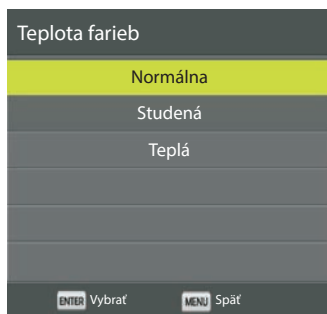 Teplota farieb
Normálna
Studená
Teplá
ENTER Vybrať MENU Späť